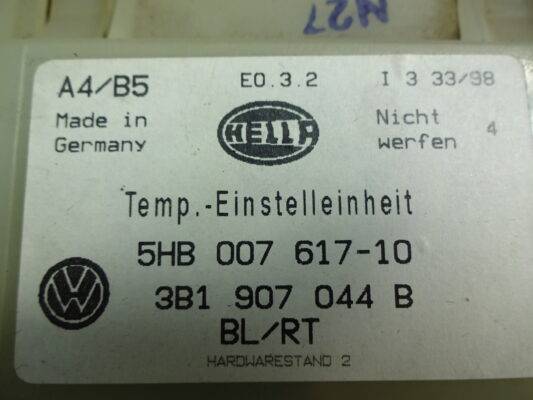 N27
A4/B5 E0.3.2 I 3 33/98
Made in Germany
HELLA
Nicht werfen 4
Temp.-Einstelleinheit
5HB 007 617-10
VW
3B1 907 044 B
BL/RT
HARDWARESTAND 2